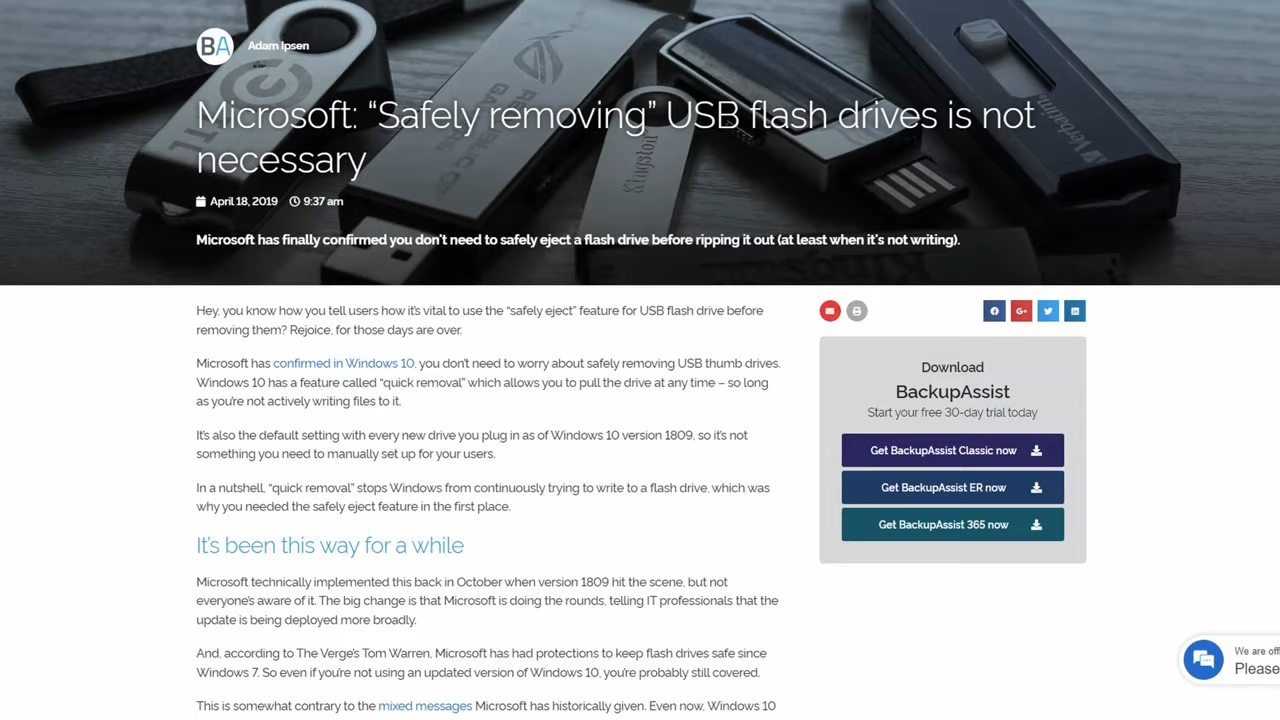 BA
Adam Ipsen
Microsoft: “Safely removing” USB flash drives is not
necessary
April 18, 2019 9:37 am
Microsoft has finally confirmed you don't need to safely eject a flash drive before ripping it out (at least when it's not writing).
Kingston
Verbatim
Hey, you know how you tell users how it’s vital to use the “safely eject” feature for USB flash drive before
removing them? Rejoice, for those days are over.
Microsoft has confirmed in Windows 10, you don’t need to worry about safely removing USB thumb drives.
Windows 10 has a feature called “quick removal” which allows you to pull the drive at any time – so long
as you’re not actively writing files to it.
It’s also the default setting with every new drive you plug in as of Windows 10 version 1809, so it’s not
something you need to manually set up for your users.
In a nutshell, “quick removal” stops Windows from continuously trying to write to a flash drive, which was
why you needed the safely eject feature in the first place.
It’s been this way for a while
Microsoft technically implemented this back in October when version 1809 hit the scene, but not
everyone’s aware of it. The big change is that Microsoft is doing the rounds, telling IT professionals that the
update is being deployed more broadly.
And, according to The Verge’s Tom Warren, Microsoft has had protections to keep flash drives safe since
Windows 7. So even if you’re not using an updated version of Windows 10, you’re probably still covered.
This is somewhat contrary to the mixed messages Microsoft has historically given. Even now, Windows 10
Download
BackupAssist
Start your free 30-day trial today
Get BackupAssist Classic now
Get BackupAssist ER now
Get BackupAssist 365 now
We are offl
Please